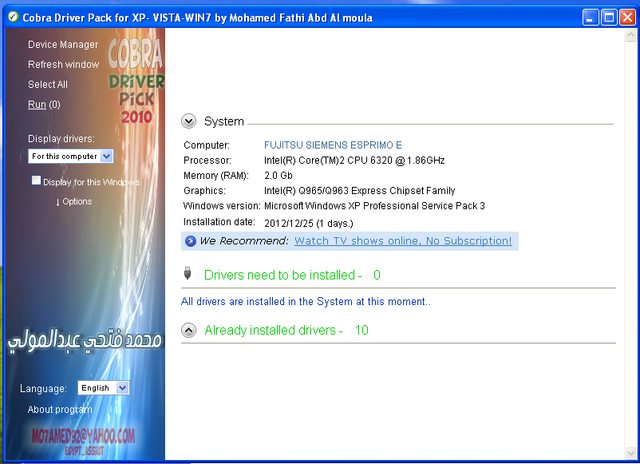 Cobra Driver Pack for XP- VISTA-WIN7 by Mohamed Fathi Abd Al moula
Device Manager
Refresh window
Select All
Run (0)
COBRA
DRIVER
PICK
2010
Display drivers:
For this computer
Display for this Windows
Options
System
Computer: FUJITSU SIEMENS ESPRIMO E
Processor: Intel(R) Core(TM)2 CPU 6320 @ 1.86GHz
Memory (RAM): 2.0 Gb
Graphics: Intel(R) Q965/Q963 Express Chipset Family
Windows version: Microsoft Windows XP Professional Service Pack 3
Installation date: 2012/12/25 (1 days.)
We Recommend: Watch TV shows online, No Subscription!
Drivers need to be installed - 0
All drivers are installed in the System at this moment..
Already installed drivers - 10
محمد فتحي عبدالمولي
Language: English
About program
MOTAMED92@YAHOO.COM
EGYPT_ASSIUT